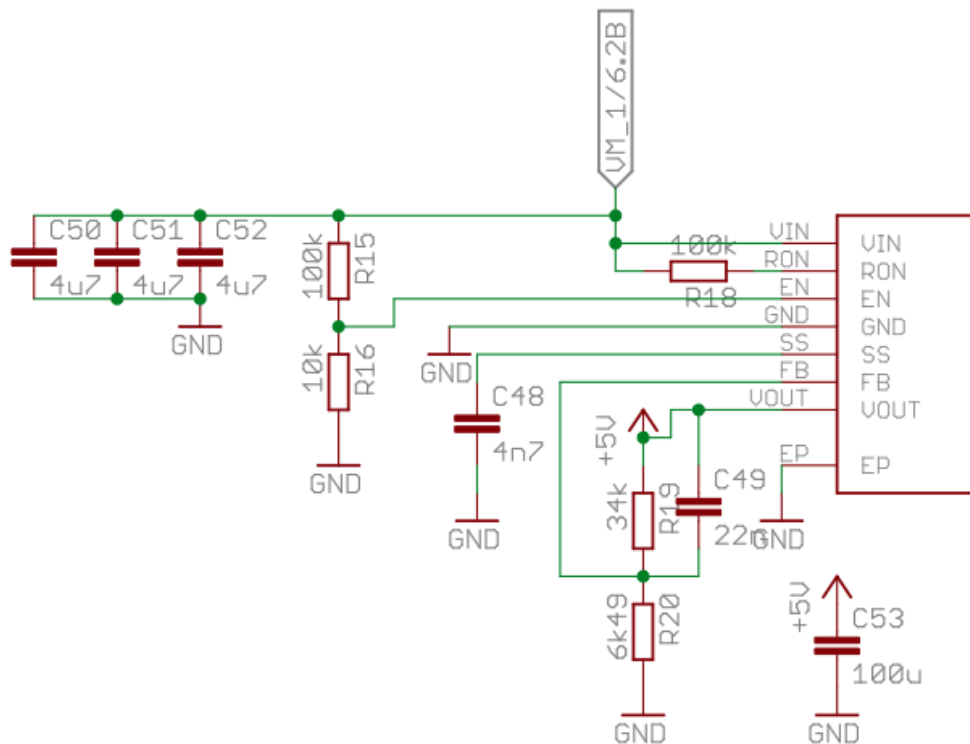 VM_1/6.2B
C50
C51
C52
4u7
4u7
4u7
GND
100k
R15
10k
R16
GND
100k
R18
VIN
RON
EN
GND
SS
FB
VOUT
EP
VIN
RON
EN
GND
SS
FB
VOUT
EP
GND
C48
4n7
GND
+5V
34k
R19
C49
22n
GND
6k49
R20
GND
+5V
C53
100u
GND